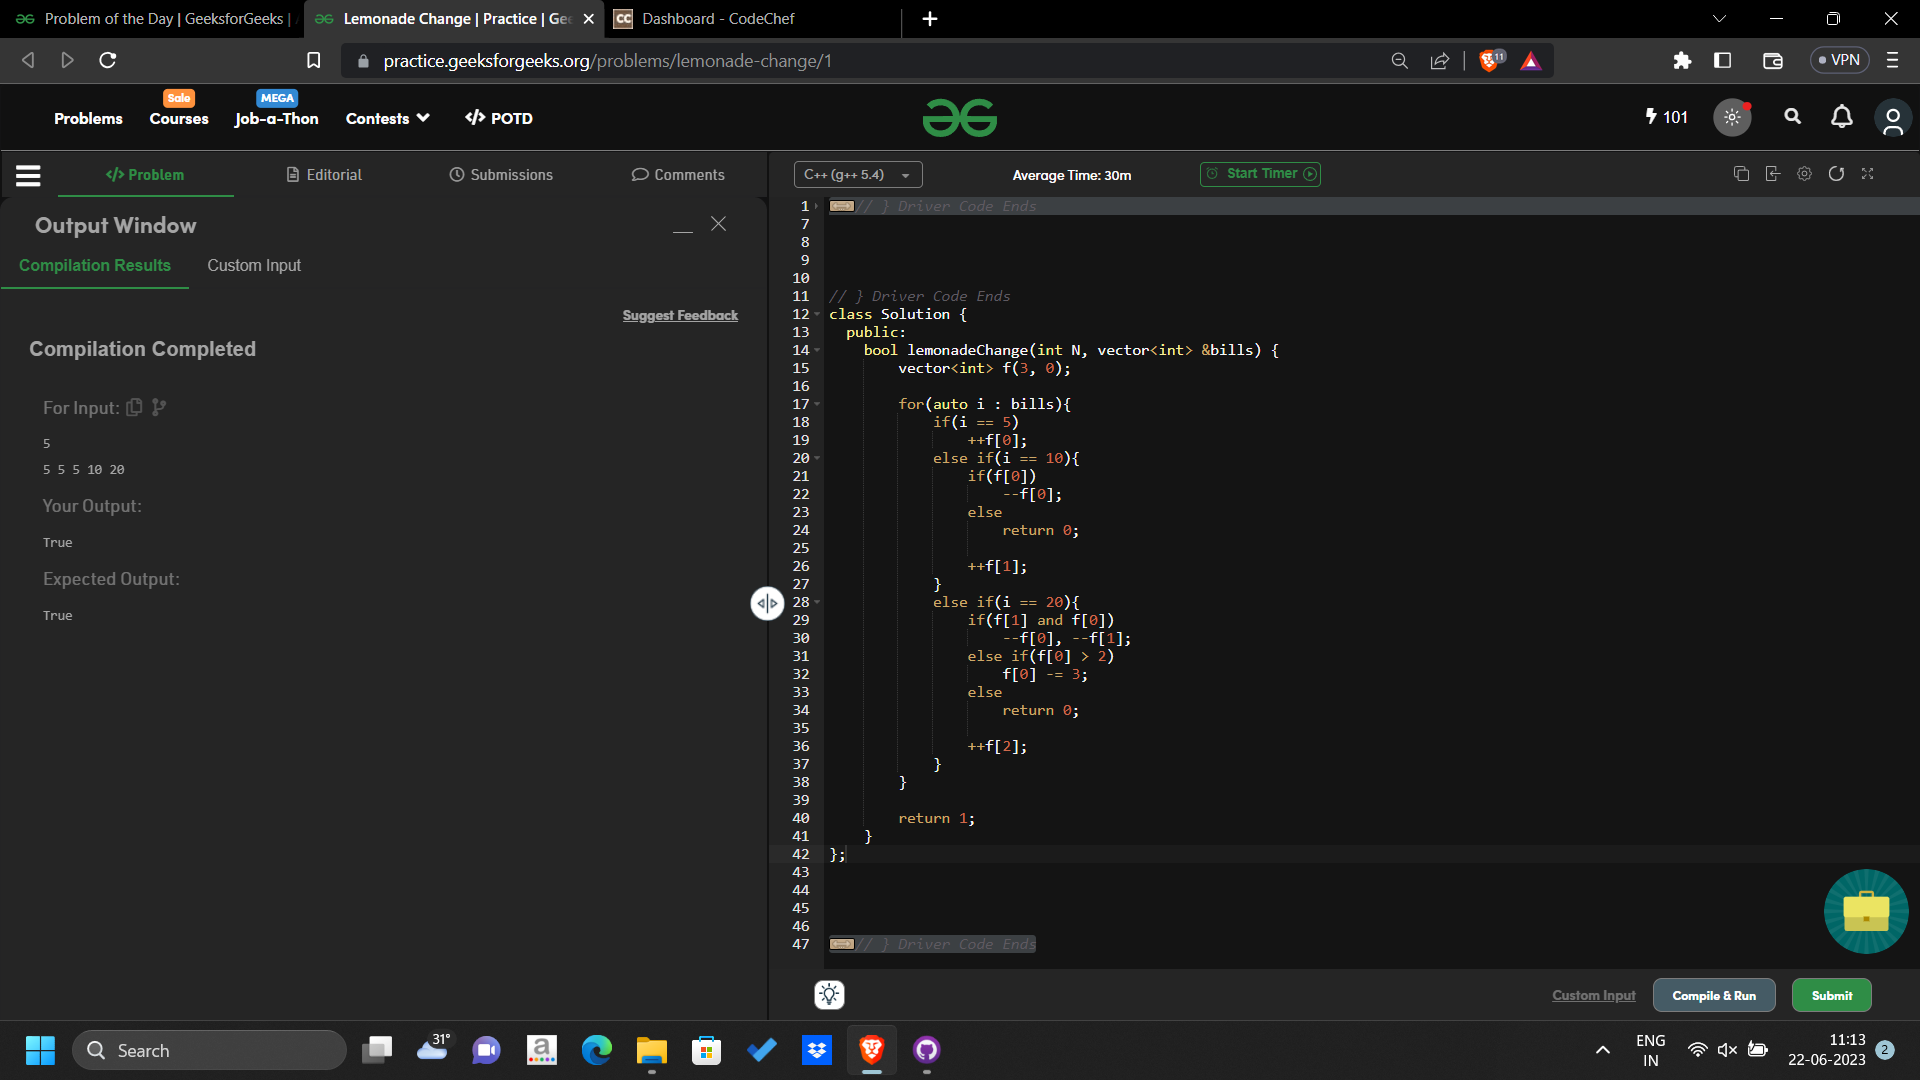 Problem of the Day | GeeksforGeeks |
Lemonade Change | Practice | Gee
Dashboard - CodeChef
practice.geeksforgeeks.org/problems/lemonade-change/1
11
VPN
Sale
MEGA
Problems
Courses
Job-a-Thon
Contests
</> POTD
101
</> Problem
Editorial
Submissions
Comments
C++ (g++ 5.4)
Average Time: 30m
Start Timer
Output Window
Compilation Results
Custom Input
Suggest Feedback
Compilation Completed
For Input:
5
5 5 5 10 20
Your Output:
True
Expected Output:
True
1 // } Driver Code Ends
7
8
9
10
11 // } Driver Code Ends
12 class Solution {
13 public:
14 bool lemonadeChange(int N, vector<int> &bills) {
15 vector<int> f(3, 0);
16
17 for(auto i : bills){
18 if(i == 5)
19 ++f[0];
20 else if(i == 10){
21 if(f[0])
22 --f[0];
23 else
24 return 0;
25
26 ++f[1];
27 }
28 else if(i == 20){
29 if(f[1] and f[0])
30 --f[0], --f[1];
31 else if(f[0] > 2)
32 f[0] -= 3;
33 else
34 return 0;
35
36 ++f[2];
37 }
38 }
39
40 return 1;
41 }
42 };
43
44
45
46
47 // } Driver Code Ends
Custom Input
Compile & Run
Submit
Search
31°
ENG
IN
11:13
22-06-2023
2